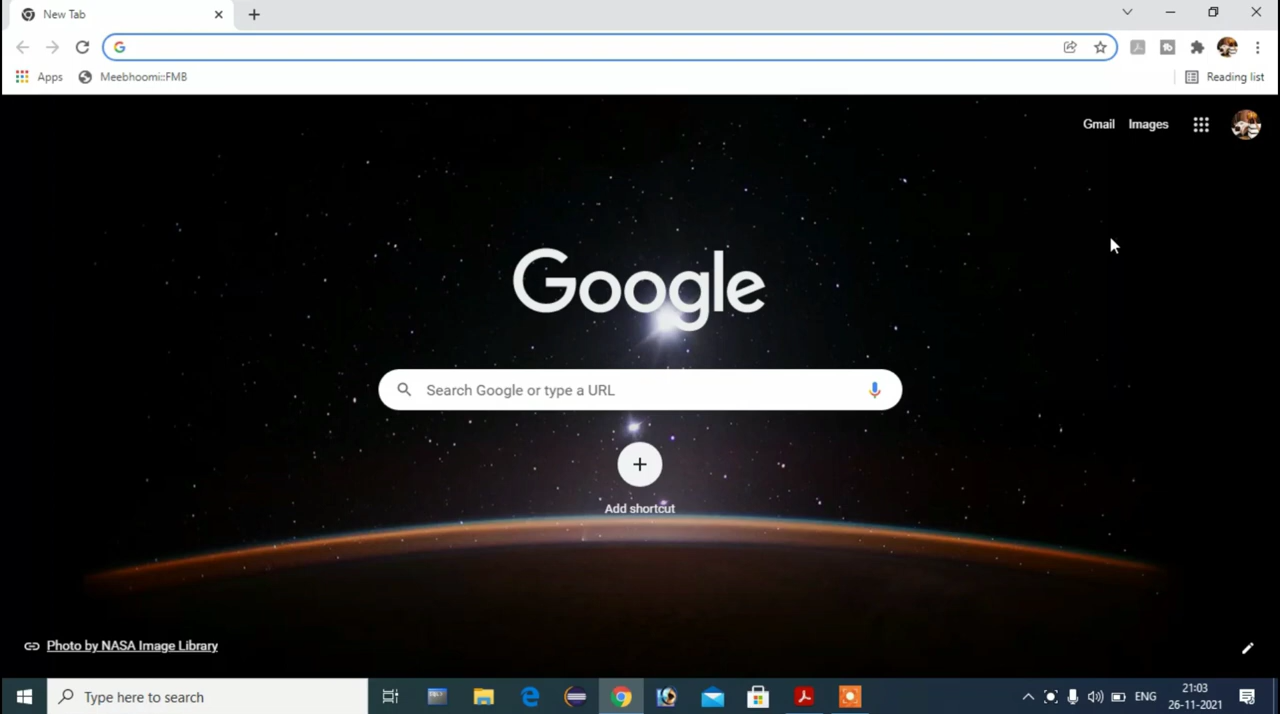 New Tab
Apps
Meebhoomi::FMB
Reading list
Gmail
Images
Google
Search Google or type a URL
Add shortcut
Photo by NASA Image Library
Type here to search
ENG
21:03
26-11-2021